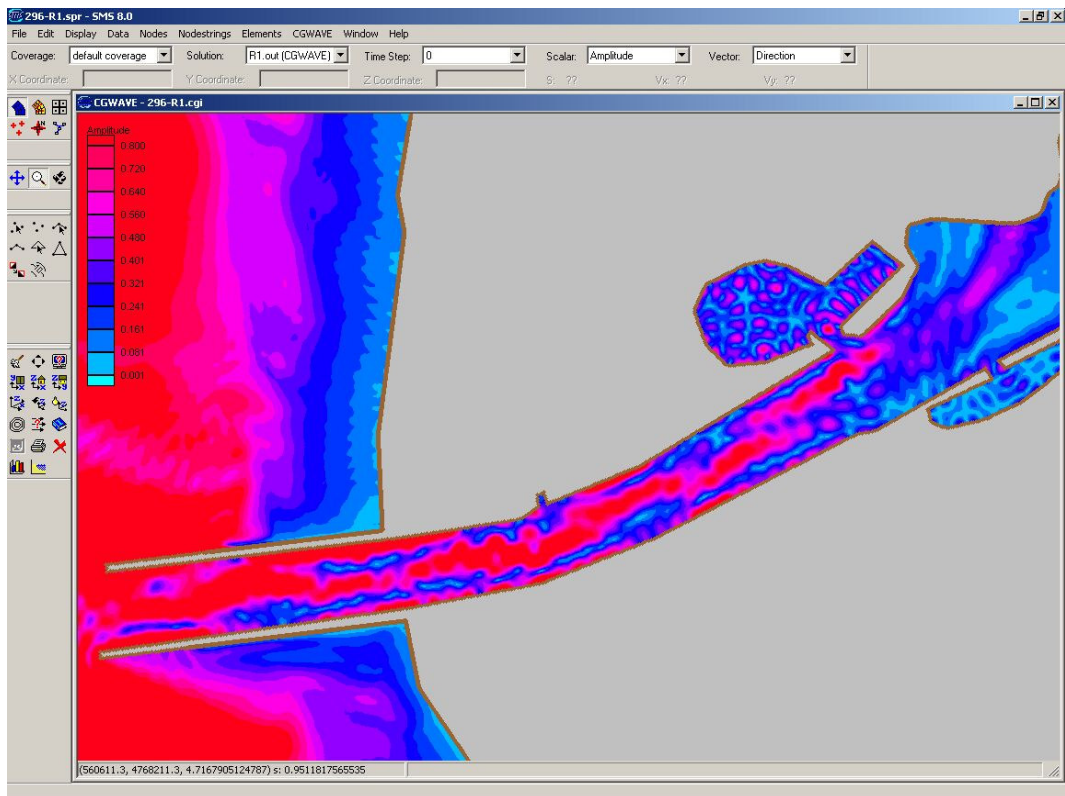 296-R1.spr - SMS 8.0
File Edit Display Data Nodes Nodestrings Elements CGWAVE Window Help
Coverage: default coverage Solution: R1.out (CGWAVE) Time Step: 0 Scalar: Amplitude Vector: Direction
X Coordinate: Y Coordinate: Z Coordinate: S: ?? Vx: ?? Vy: ??
CGWAVE - 296-R1.cgi
Amplitude
0.800
0.720
0.640
0.560
0.480
0.401
0.321
0.241
0.161
0.081
0.001
(560611.3, 4768211.3, 4.7167905124787) s: 0.9511817565535